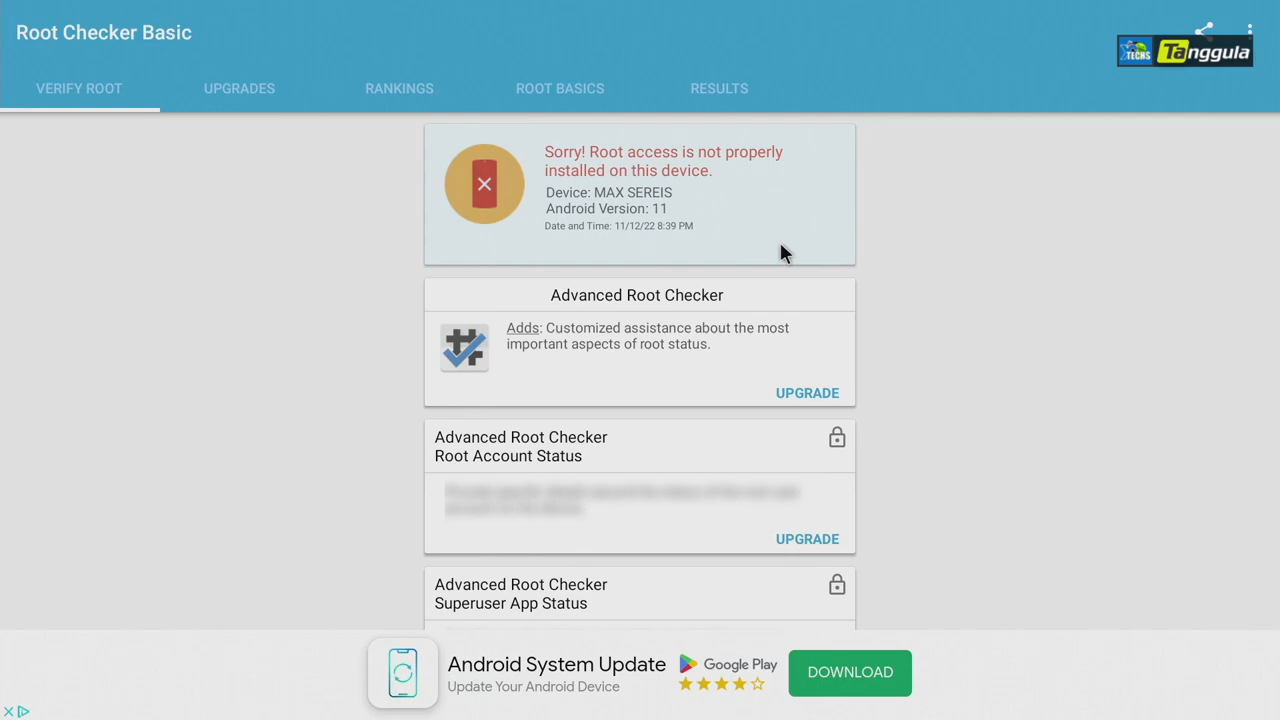 Root Checker Basic
TECHS Tanggula
VERIFY ROOT
UPGRADES
RANKINGS
ROOT BASICS
RESULTS
Sorry! Root access is not properly
installed on this device.
Device: MAX SEREIS
Android Version: 11
Date and Time: 11/12/22 8:39 PM
Advanced Root Checker
Adds: Customized assistance about the most
important aspects of root status.
UPGRADE
Advanced Root Checker
Root Account Status
UPGRADE
Advanced Root Checker
Superuser App Status
Android System Update
Update Your Android Device
Google Play
DOWNLOAD